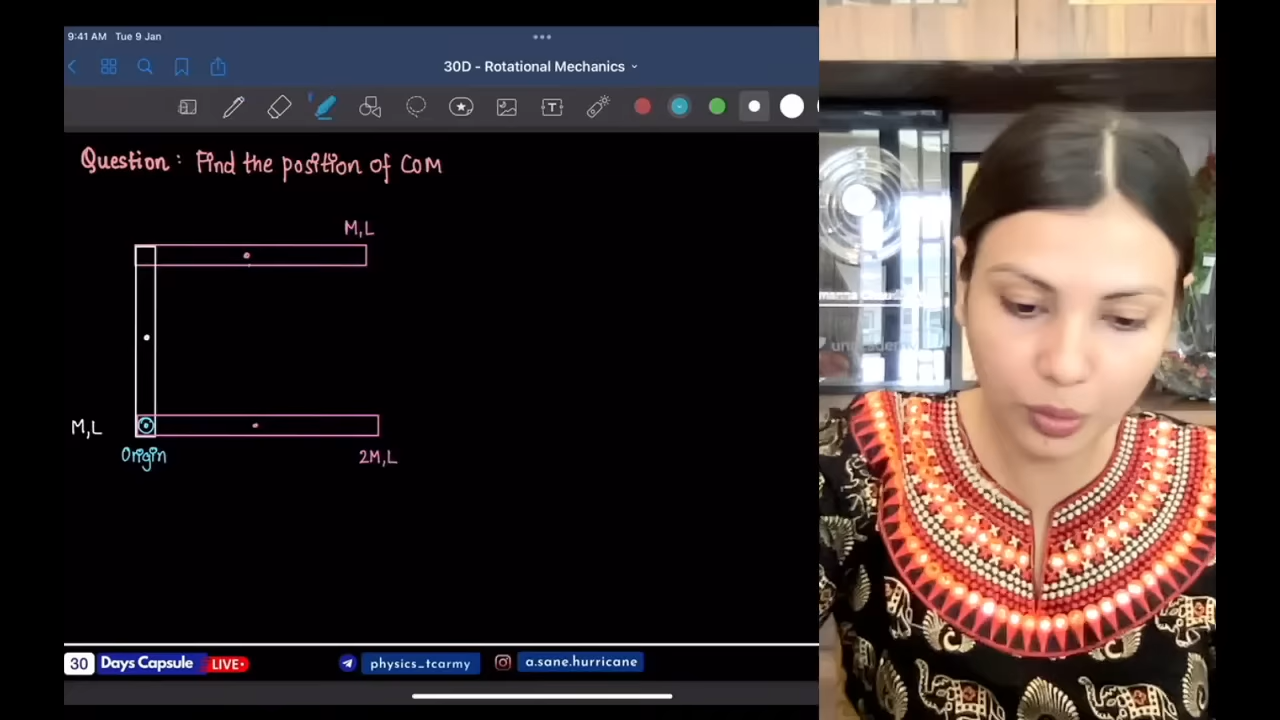 9:41 AM Tue 9 Jan
30D - Rotational Mechanics
Question: Find the position of COM
M,L
M,L
Origin
2M,L
30 Days Capsule LIVE
physics_tcarmy
a.sane.hurricane